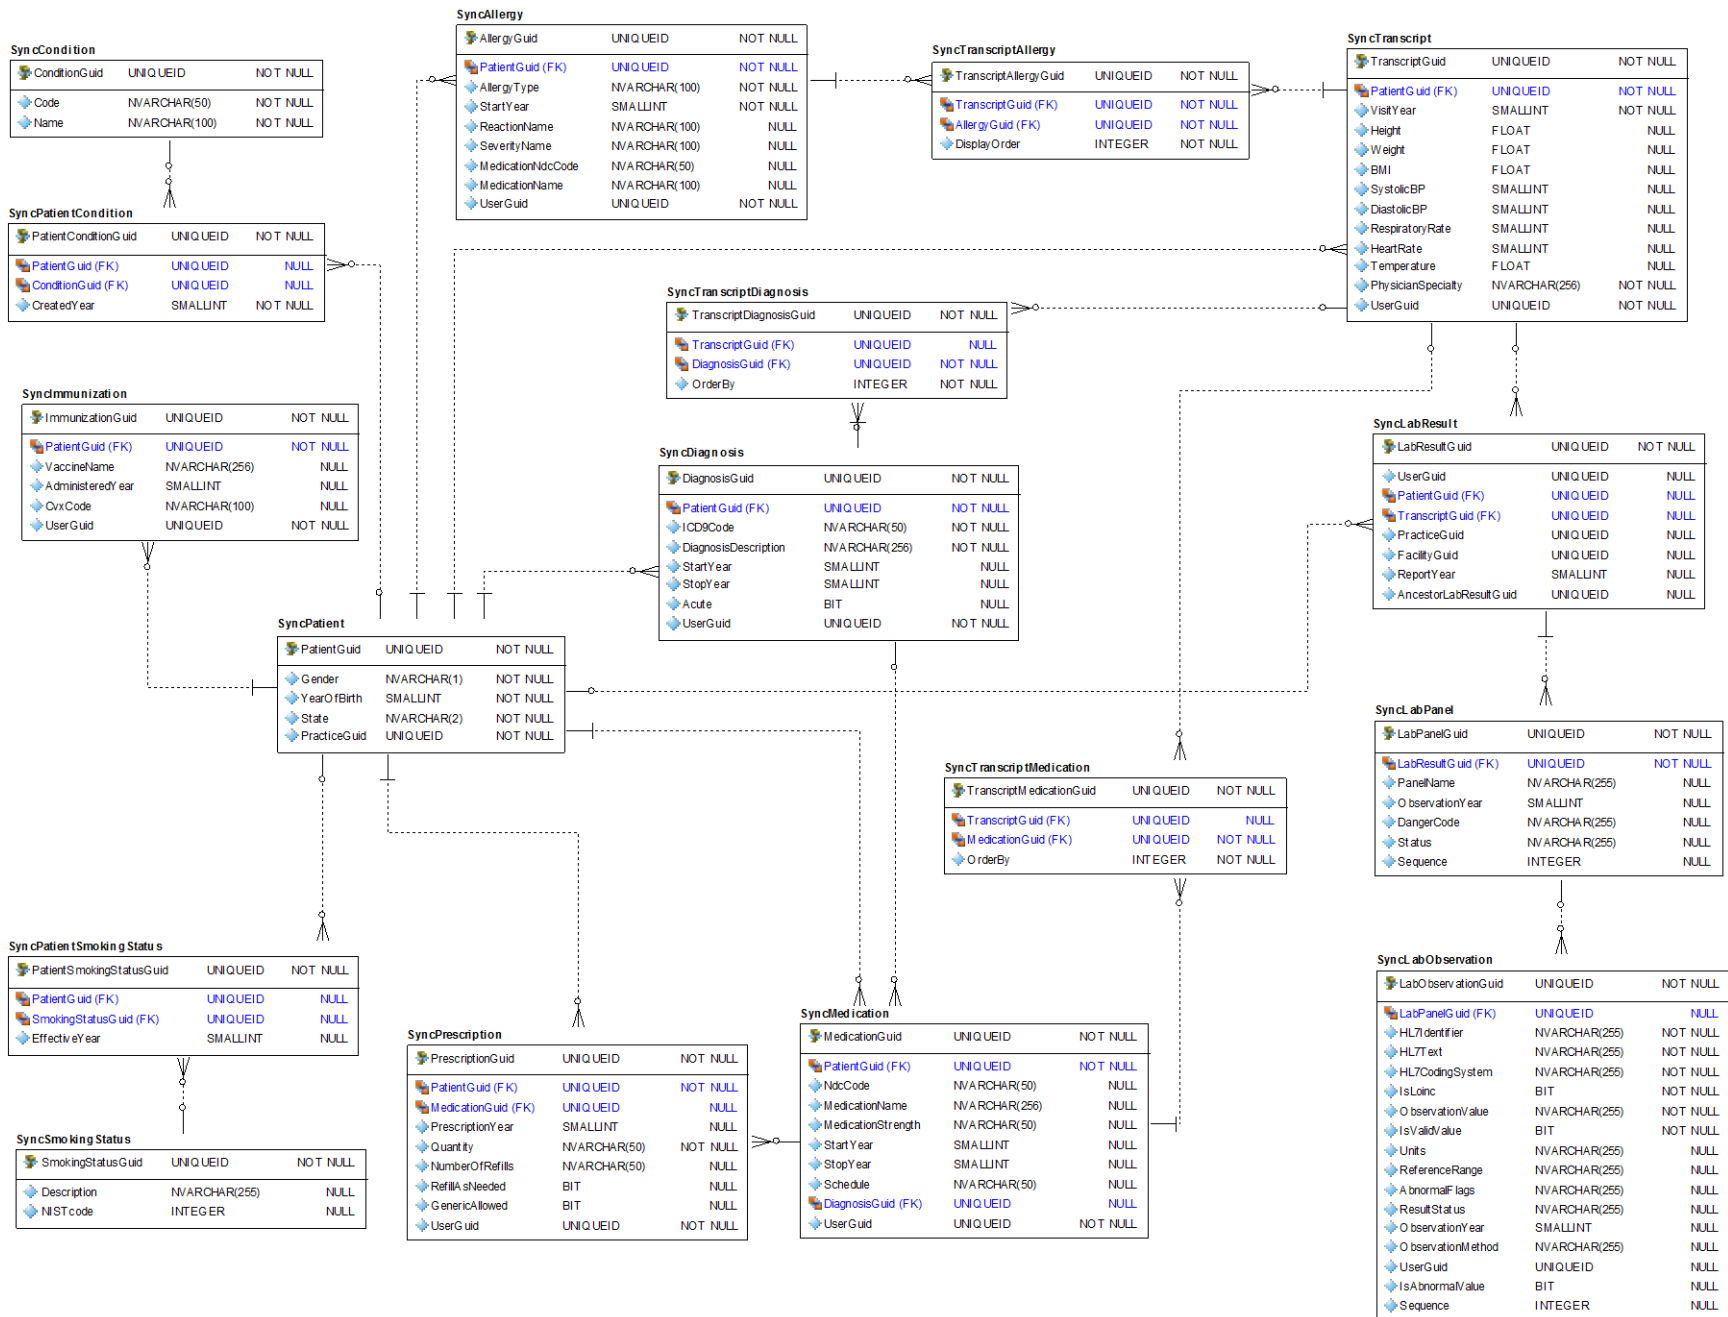 SyncCondition
ConditionGuid UNIQUEID NOT NULL
Code NVARCHAR(50) NOT NULL
Name NVARCHAR(100) NOT NULL
SyncPatientCondition
PatientConditionGuid UNIQUEID NOT NULL
PatientGuid (FK) UNIQUEID NULL
ConditionGuid (FK) UNIQUEID NULL
CreatedYear SMALLINT NOT NULL
SyncImmunization
ImmunizationGuid UNIQUEID NOT NULL
PatientGuid (FK) UNIQUEID NOT NULL
VaccineName NVARCHAR(256) NULL
AdministeredYear SMALLINT NULL
CvxCode NVARCHAR(100) NULL
UserGuid UNIQUEID NOT NULL
SyncPatient
PatientGuid UNIQUEID NOT NULL
Gender NVARCHAR(1) NOT NULL
YearOfBirth SMALLINT NOT NULL
State NVARCHAR(2) NOT NULL
PracticeGuid UNIQUEID NOT NULL
SyncPatientSmokingStatus
PatientSmokingStatusGuid UNIQUEID NOT NULL
PatientGuid (FK) UNIQUEID NULL
SmokingStatusGuid (FK) UNIQUEID NULL
EffectiveYear SMALLINT NULL
SyncSmokingStatus
SmokingStatusGuid UNIQUEID NOT NULL
Description NVARCHAR(255) NULL
NISTcode INTEGER NULL
SyncAllergy
AllergyGuid UNIQUEID NOT NULL
PatientGuid (FK) UNIQUEID NOT NULL
AllergyType NVARCHAR(100) NOT NULL
StartYear SMALLINT NOT NULL
ReactionName NVARCHAR(100) NULL
SeverityName NVARCHAR(100) NULL
MedicationNdcCode NVARCHAR(50) NULL
MedicationName NVARCHAR(100) NULL
UserGuid UNIQUEID NOT NULL
SyncTranscriptAllergy
TranscriptAllergyGuid UNIQUEID NOT NULL
TranscriptGuid (FK) UNIQUEID NOT NULL
AllergyGuid (FK) UNIQUEID NOT NULL
DisplayOrder INTEGER NOT NULL
SyncTranscript
TranscriptGuid UNIQUEID NOT NULL
PatientGuid (FK) UNIQUEID NOT NULL
VisitYear SMALLINT NOT NULL
Height FLOAT NULL
Weight FLOAT NULL
BMI FLOAT NULL
SystolicBP SMALLINT NULL
DiastolicBP SMALLINT NULL
RespiratoryRate SMALLINT NULL
HeartRate SMALLINT NULL
Temperature FLOAT NULL
PhysicianSpecialty NVARCHAR(256) NOT NULL
UserGuid UNIQUEID NOT NULL
SyncTranscriptDiagnosis
TranscriptDiagnosisGuid UNIQUEID NOT NULL
TranscriptGuid (FK) UNIQUEID NULL
DiagnosisGuid (FK) UNIQUEID NOT NULL
OrderBy INTEGER NOT NULL
SyncDiagnosis
DiagnosisGuid UNIQUEID NOT NULL
PatientGuid (FK) UNIQUEID NOT NULL
ICD9Code NVARCHAR(50) NOT NULL
DiagnosisDescription NVARCHAR(256) NOT NULL
StartYear SMALLINT NULL
StopYear SMALLINT NULL
Acute BIT NULL
UserGuid UNIQUEID NOT NULL
SyncLabResult
LabResultGuid UNIQUEID NOT NULL
UserGuid UNIQUEID NULL
PatientGuid (FK) UNIQUEID NULL
TranscriptGuid (FK) UNIQUEID NULL
PracticeGuid UNIQUEID NULL
FacilityGuid UNIQUEID NULL
ReportYear SMALLINT NULL
AncestorLabResultGuid UNIQUEID NULL
SyncLabPanel
LabPanelGuid UNIQUEID NOT NULL
LabResultGuid (FK) UNIQUEID NOT NULL
PanelName NVARCHAR(255) NULL
ObservationYear SMALLINT NULL
DangerCode NVARCHAR(255) NULL
Status NVARCHAR(255) NULL
Sequence INTEGER NULL
SyncTranscriptMedication
TranscriptMedicationGuid UNIQUEID NOT NULL
TranscriptGuid (FK) UNIQUEID NULL
MedicationGuid (FK) UNIQUEID NOT NULL
OrderBy INTEGER NOT NULL
SyncPrescription
PrescriptionGuid UNIQUEID NOT NULL
PatientGuid (FK) UNIQUEID NOT NULL
MedicationGuid (FK) UNIQUEID NULL
PrescriptionYear SMALLINT NULL
Quantity NVARCHAR(50) NOT NULL
NumberOfRefills NVARCHAR(50) NULL
RefillAsNeeded BIT NULL
GenericAllowed BIT NULL
UserGuid UNIQUEID NOT NULL
SyncMedication
MedicationGuid UNIQUEID NOT NULL
PatientGuid (FK) UNIQUEID NOT NULL
NdcCode NVARCHAR(50) NULL
MedicationName NVARCHAR(256) NULL
MedicationStrength NVARCHAR(50) NULL
StartYear SMALLINT NULL
StopYear SMALLINT NULL
Schedule NVARCHAR(50) NULL
DiagnosisGuid (FK) UNIQUEID NULL
UserGuid UNIQUEID NOT NULL
SyncLabObservation
LabObservationGuid UNIQUEID NOT NULL
LabPanelGuid (FK) UNIQUEID NULL
HL7Identifier NVARCHAR(255) NOT NULL
HL7Text NVARCHAR(255) NOT NULL
HL7CodingSystem NVARCHAR(255) NOT NULL
IsLoinc BIT NOT NULL
ObservationValue NVARCHAR(255) NOT NULL
IsValidValue BIT NOT NULL
Units NVARCHAR(255) NULL
ReferenceRange NVARCHAR(255) NULL
AbnormalFlags NVARCHAR(255) NULL
ResultStatus NVARCHAR(255) NULL
ObservationYear SMALLINT NULL
ObservationMethod NVARCHAR(255) NULL
UserGuid UNIQUEID NULL
IsAbnormalValue BIT NULL
Sequence INTEGER NULL